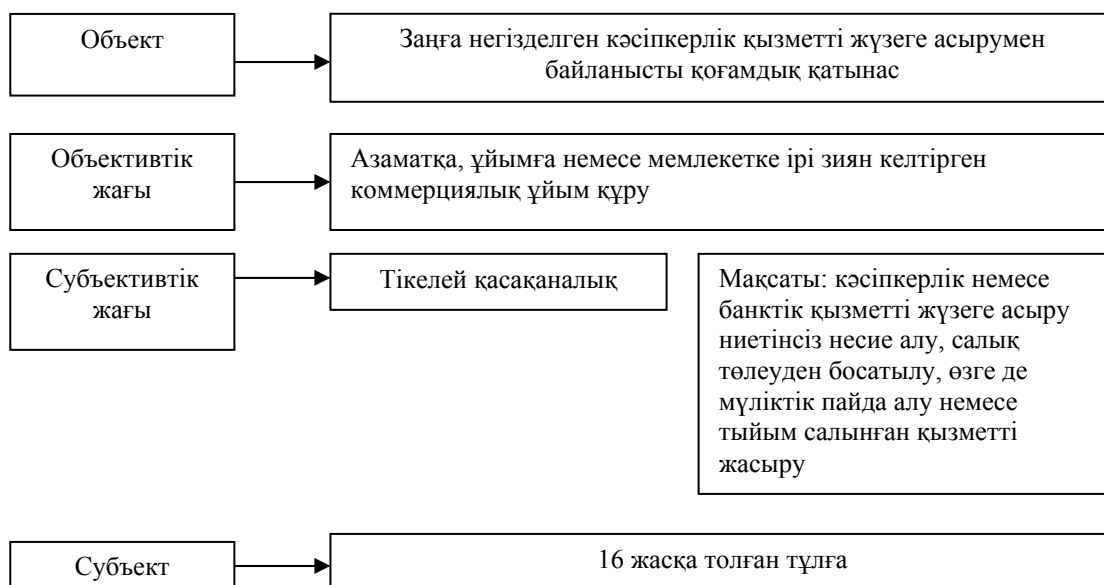 Объект
Заңға негізделген кәсіпкерлік қызметті жүзеге асырумен
байланысты қоғамдық қатынас
Объективтік
жағы
Азаматқа, ұйымға немесе мемлекетке ірі зиян келтірген
коммерциялық ұйым құру
Субъективтік
жағы
Тікелей қасақаналық
Мақсаты: кәсіпкерлік немесе
банктік қызметті жүзеге асыру
ниетінсіз несие алу, салық
төлеуден босатылу, өзге де
мүліктік пайда алу немесе
тыйым салынған қызметті
жасыру
Субъект
16 жасқа толған тұлға